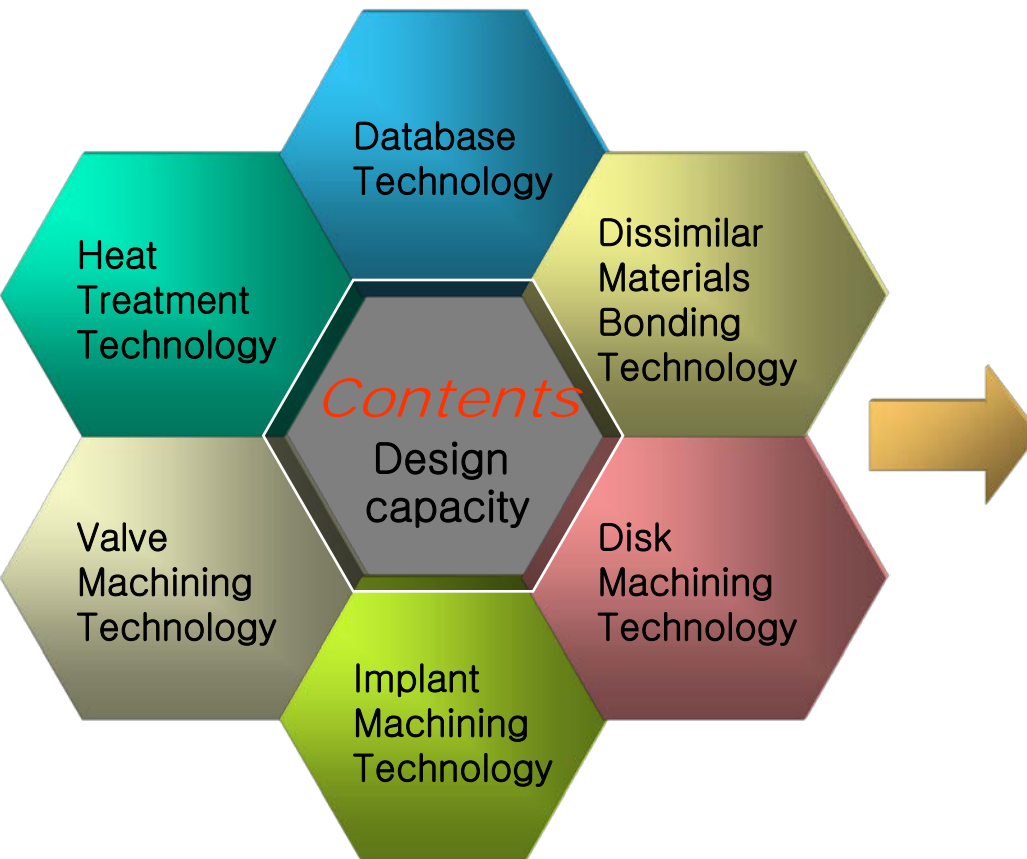 Database
Technology
Dissimilar
Materials
Bonding
Technology
Heat
Treatment
Technology
Contents
Design
capacity
Valve
Machining
Technology
Disk
Machining
Technology
Implant
Machining
Technology